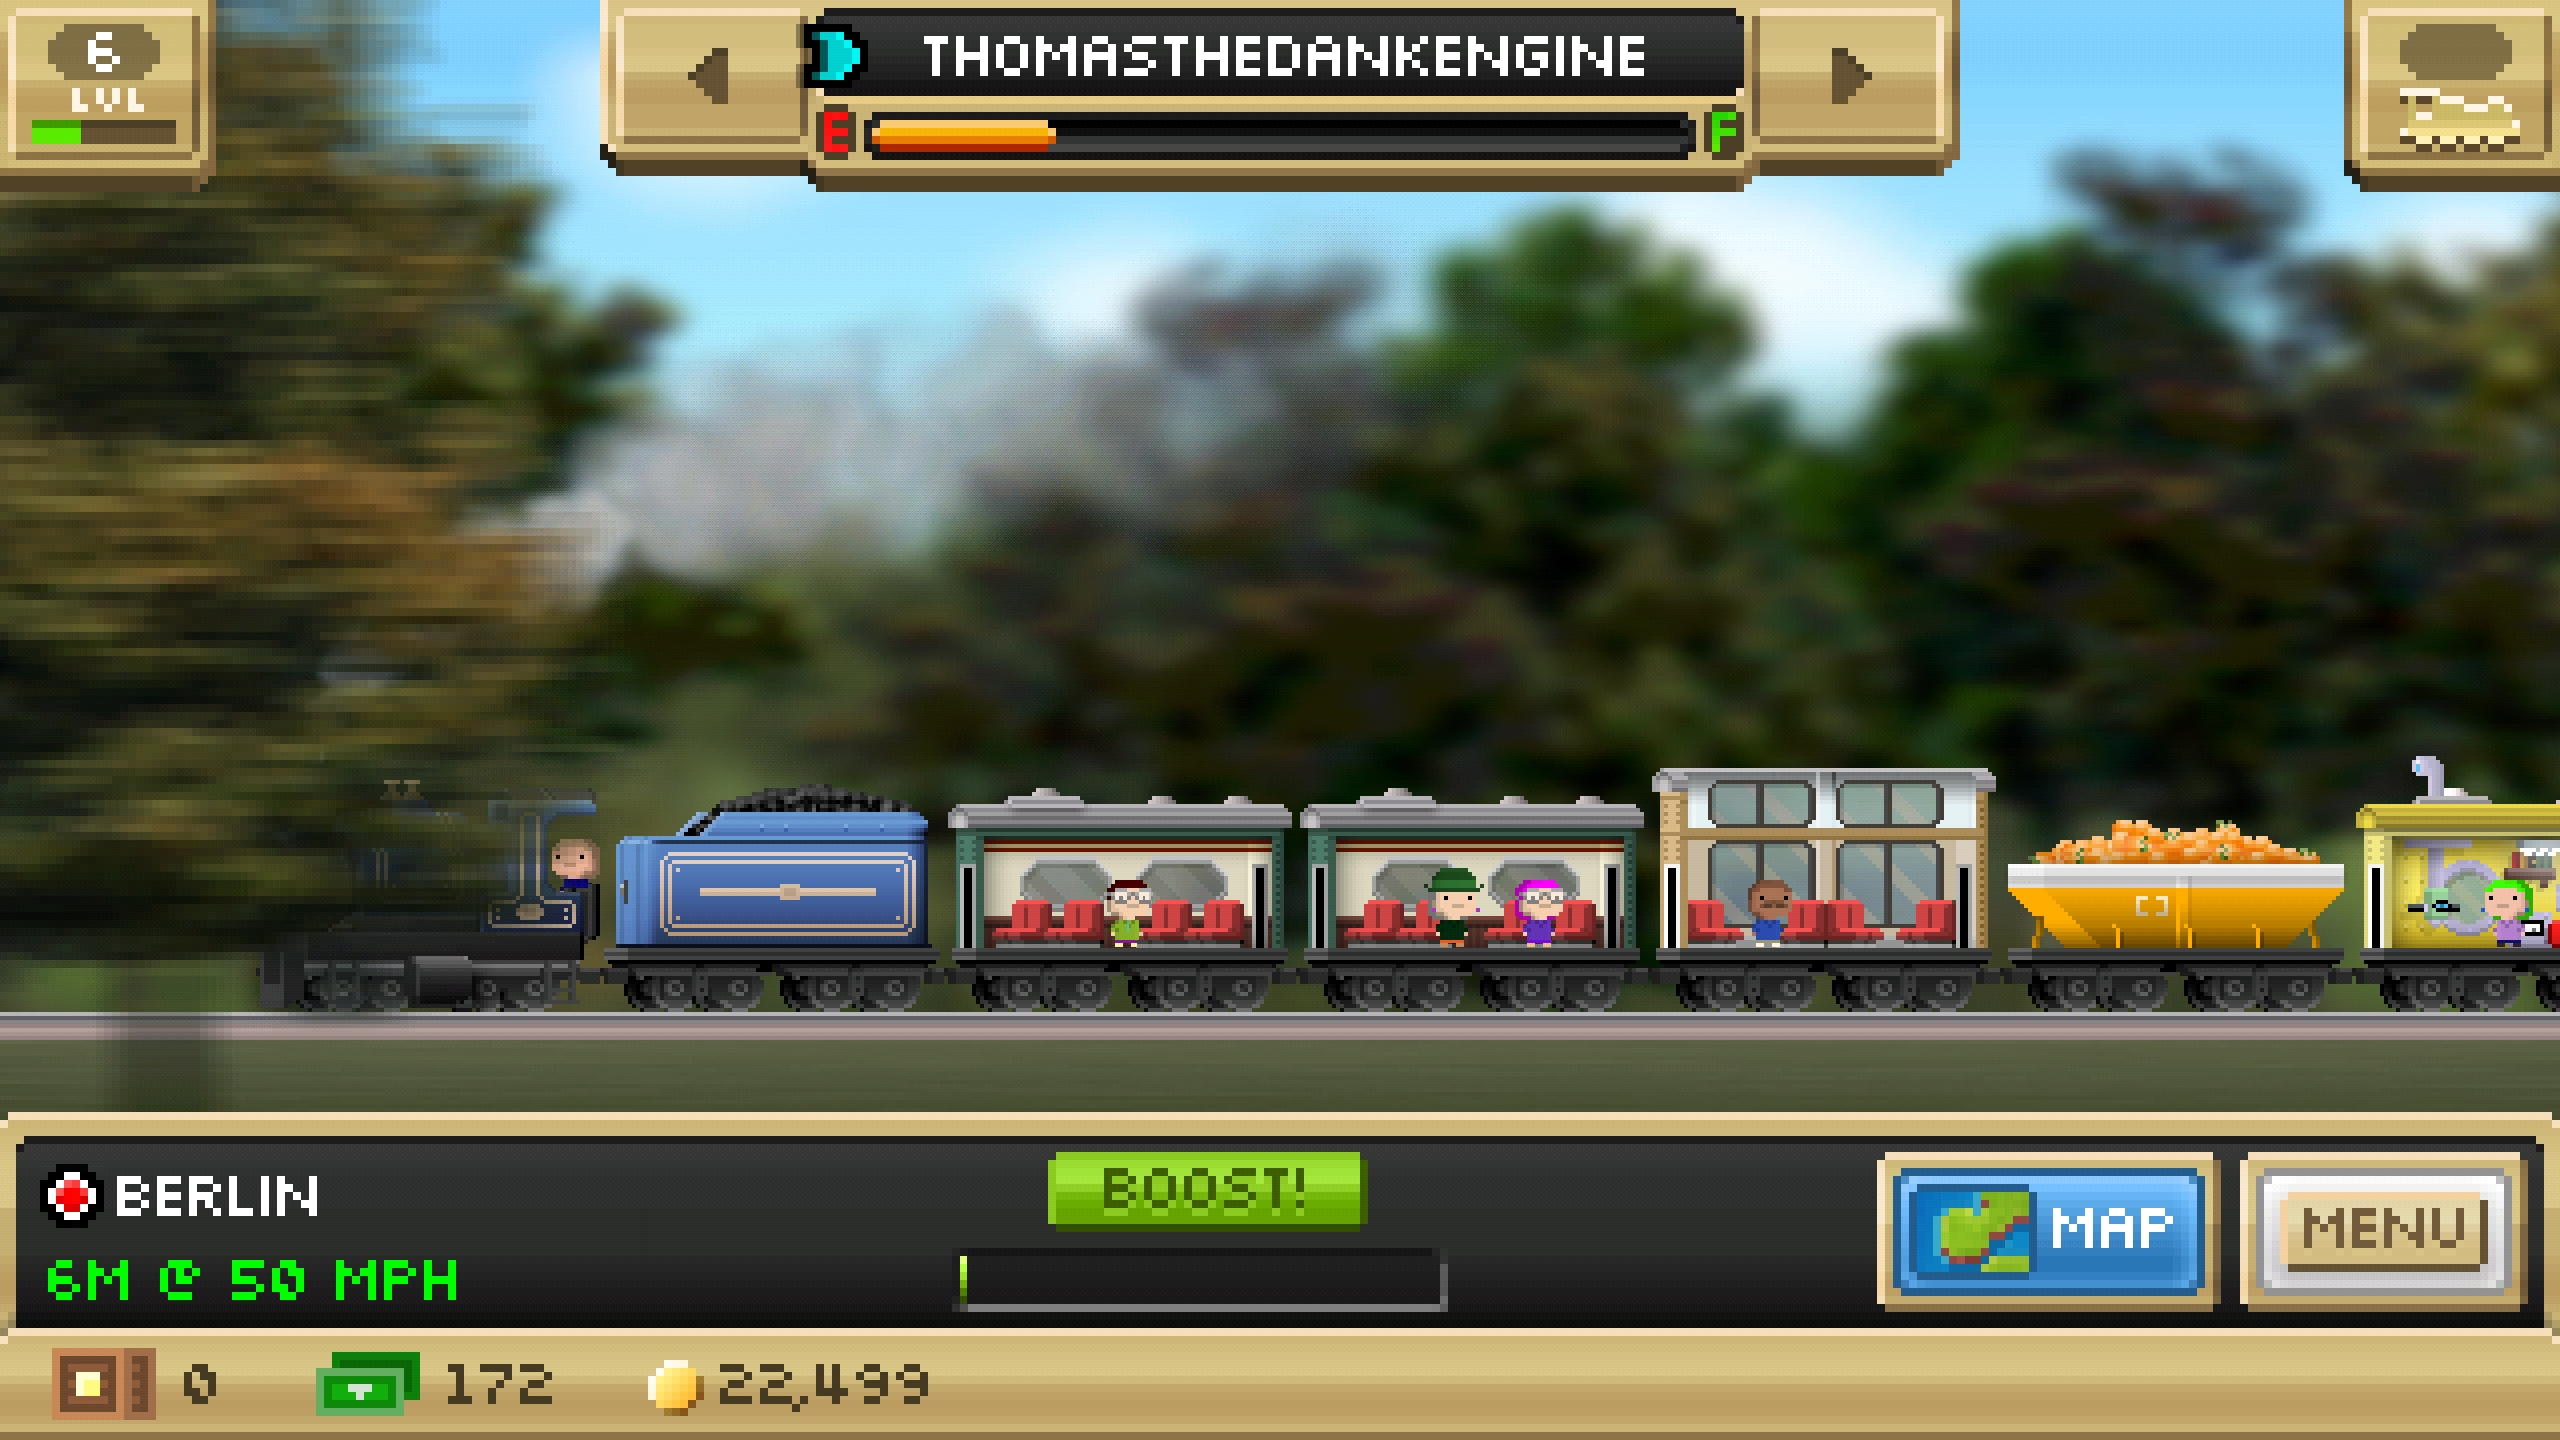 6
LVL
THOMASTHEDANKENGINE
E F
BERLIN
6M @ 50 MPH
BOOST!
MAP
MENU
0
172
22,499